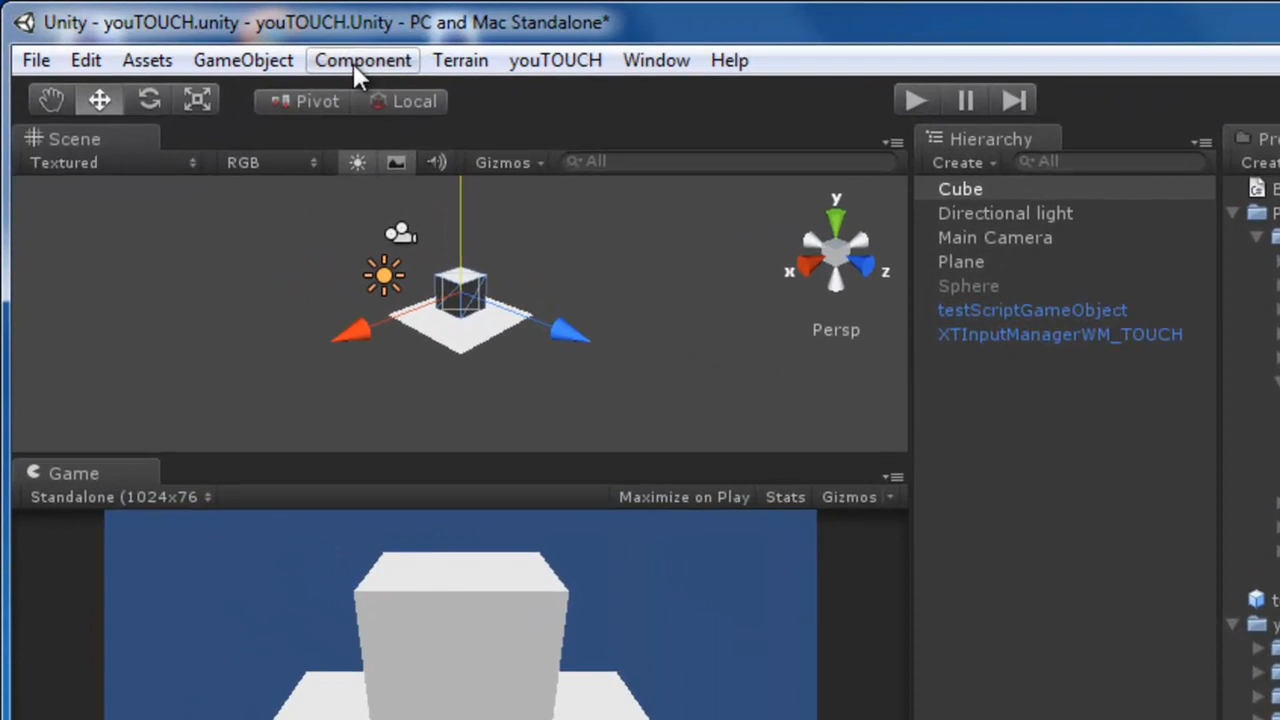 Unity - youTOUCH.unity - youTOUCH.Unity - PC and Mac Standalone*
File Edit Assets GameObject Component Terrain youTOUCH Window Help
Pivot Local
Scene
Textured RGB Gizmos All
y
x
z
Persp
Game
Standalone (1024x76 Maximize on Play Stats Gizmos
Hierarchy
Create All
Cube
Directional light
Main Camera
Plane
Sphere
testScriptGameObject
XTInputManagerWM_TOUCH